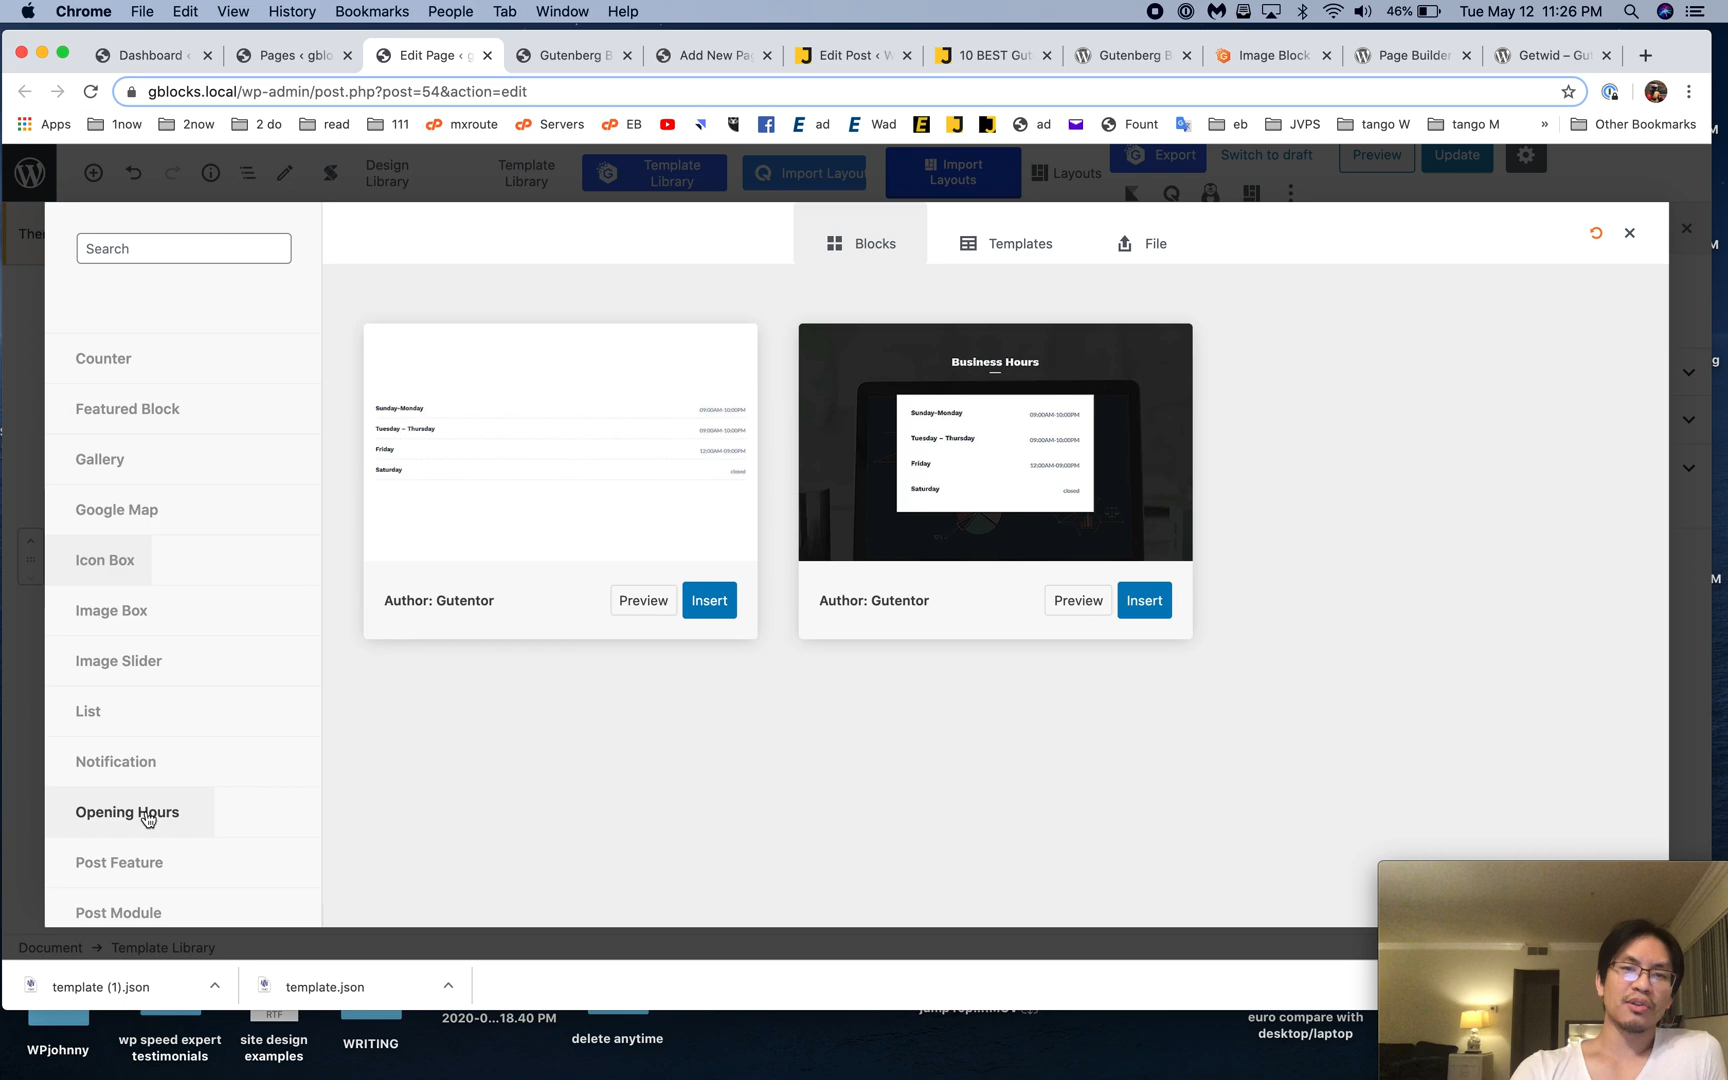 Chrome File Edit View History Bookmarks People Tab Window Help 46% Tue May 12 11:26 PM
Dashboard ‹ Pages ‹ gblo Edit Page ‹ g Gutenberg B Add New Pa Edit Post ‹ W 10 BEST Gut Gutenberg B Image Block Page Builder Getwid – Gut
gblocks.local/wp-admin/post.php?post=54&action=edit
Apps 1now 2now 2 do read 111 mxroute Servers EB ad Wad ad Fount eb JVPS tango W tango M » Other Bookmarks
Design Library
Template Library
Template Library
Import Layout
Import Layouts
Layouts
Export
Switch to draft
Preview
Update
Ther
Search
Blocks
Templates
File
Counter
Featured Block
Gallery
Google Map
Icon Box
Image Box
Image Slider
List
Notification
Opening Hours
Post Feature
Post Module
Sunday-Monday 09:00AM-10:00PM
Tuesday – Thursday 09:00AM-10:00PM
Friday 12:00AM-09:00PM
Saturday closed
Author: Gutentor Preview Insert
Business Hours
Sunday-Monday 09:00AM-10:00PM
Tuesday – Thursday 09:00AM-10:00PM
Friday 12:00AM-09:00PM
Saturday closed
Author: Gutentor Preview Insert
Document → Template Library
template (1).json
template.json
WPjohnny
wp speed expert testimonials
RTF
site design examples
WRITING
2020-0...18.40 PM
delete anytime
euro compare with desktop/laptop